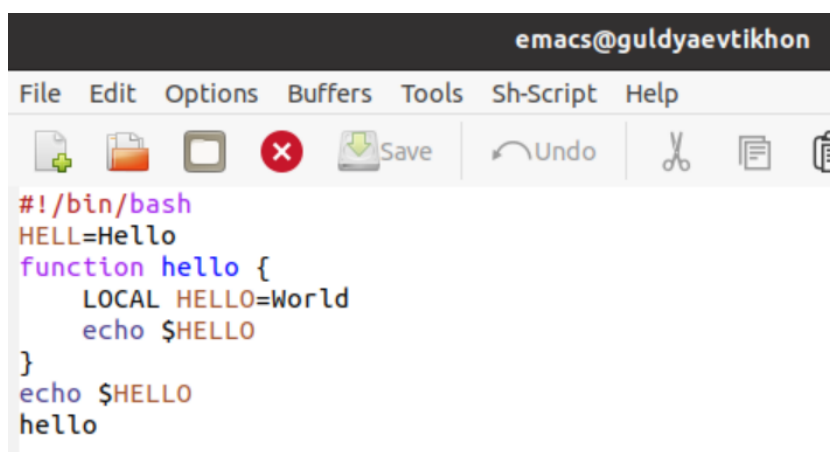 emacs@guldyaevtikhon
File Edit Options Buffers Tools Sh-Script Help
Save Undo
#!/bin/bash
HELL=Hello
function hello {
    LOCAL HELLO=World
    echo $HELLO
}
echo $HELLO
hello